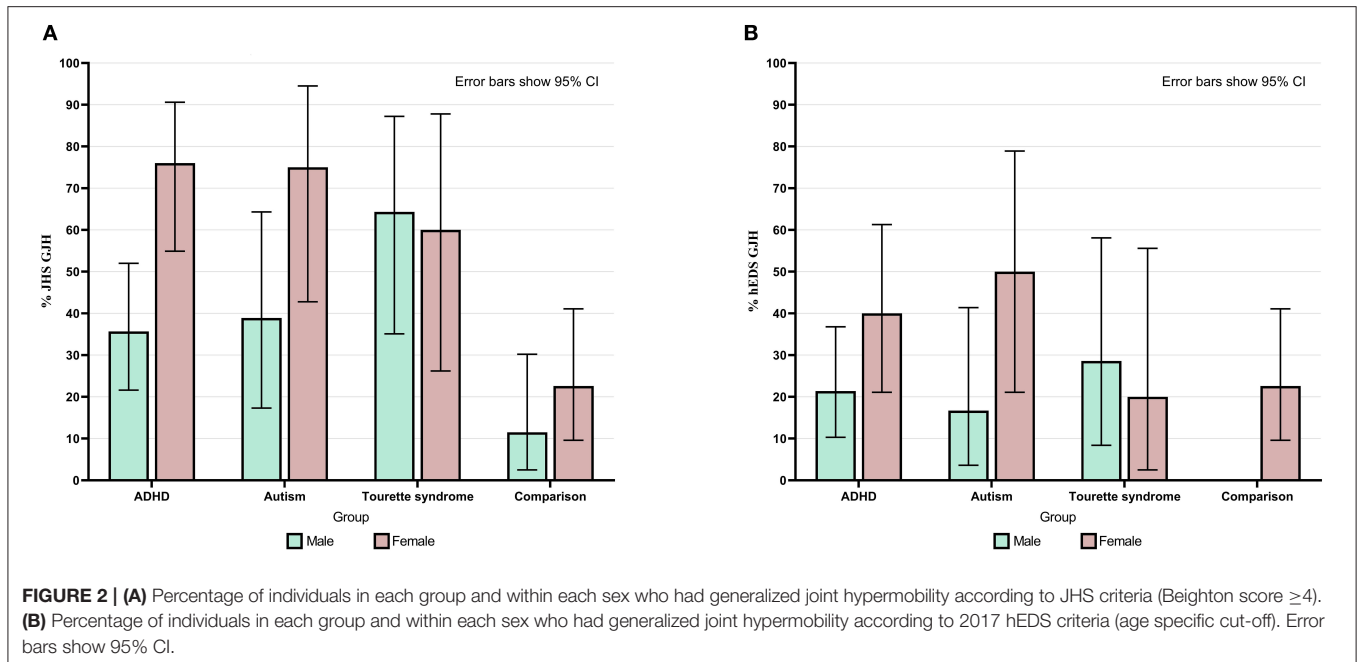 A
Error bars show 95% CI
% JHS GJH
100
90
80
70
60
50
40
30
20
10
0
ADHD Autism Tourette syndrome Comparison
Group
Male Female
B
Error bars show 95% CI
% hEDS GJH
100
90
80
70
60
50
40
30
20
10
0
ADHD Autism Tourette syndrome Comparison
Group
Male Female
FIGURE 2 | (A) Percentage of individuals in each group and within each sex who had generalized joint hypermobility according to JHS criteria (Beighton score ≥4).
(B) Percentage of individuals in each group and within each sex who had generalized joint hypermobility according to 2017 hEDS criteria (age specific cut-off). Error
bars show 95% CI.